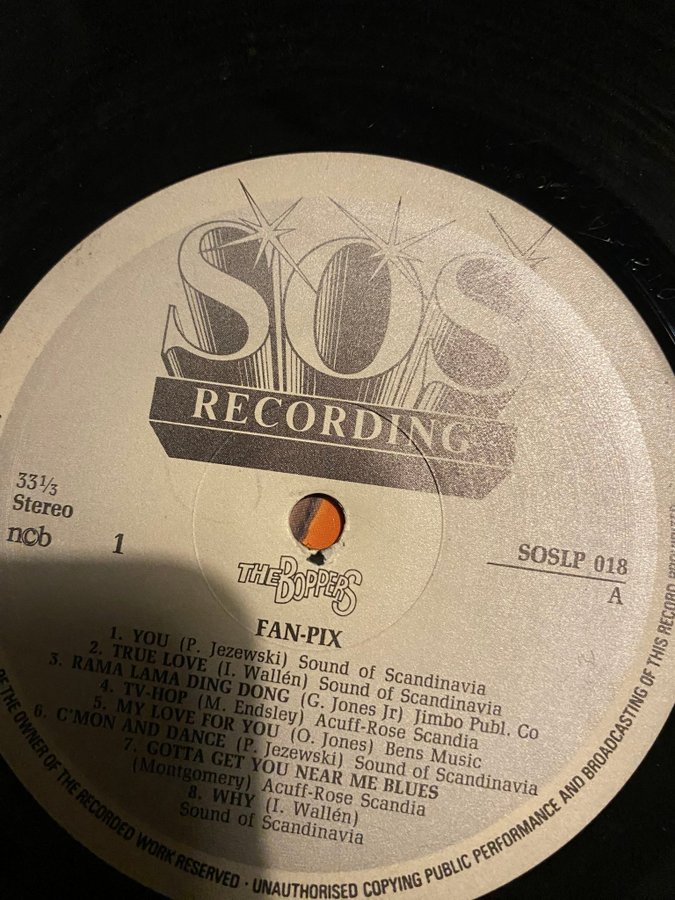 SOS
RECORDING
33 1/3
Stereo
ncb
1
SOSLP 018
A
THE BOPPERS
FAN-PIX
1. YOU (P. Jezewski) Sound of Scandinavia
2. TRUE LOVE (I. Wallén) Sound of Scandinavia
3. RAMA LAMA DING DONG (G. Jones Jr) Jimbo Publ. Co
4. TV-HOP (M. Endsley) Acuff-Rose Scandia
5. MY LOVE FOR YOU (O. Jones) Bens Music
6. C'MON AND DANCE (P. Jezewski) Sound of Scandinavia
7. GOTTA GET YOU NEAR ME BLUES
(Montgomery) Acuff-Rose Scandia
8. WHY (I. Wallén)
Sound of Scandinavia
OF THE OWNER OF THE RECORDED WORK RESERVED · UNAUTHORISED COPYING PUBLIC PERFORMANCE AND BROADCASTING OF THIS RECORD